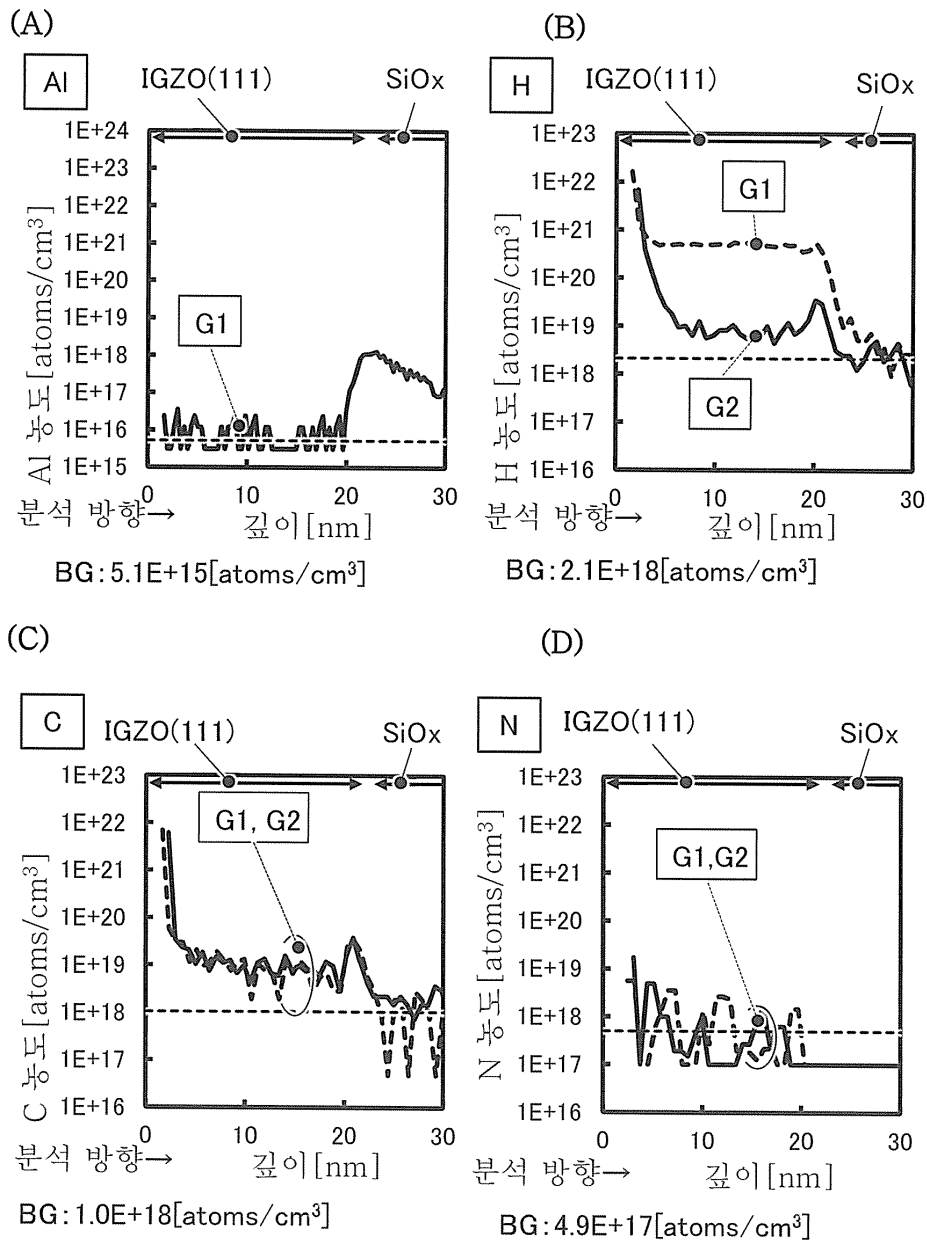 (A)
Al
IGZO(111)
SiOx
1E+24
1E+23
1E+22
1E+21
1E+20
1E+19
1E+18
1E+17
1E+16
1E+15
Al 농도[atoms/cm³]
G1
0
10
20
30
분석 방향→
깊이[nm]
BG:5.1E+15[atoms/cm³]
(B)
H
IGZO(111)
SiOx
1E+23
1E+22
1E+21
1E+20
1E+19
1E+18
1E+17
1E+16
H 농도[atoms/cm³]
G1
G2
0
10
20
30
분석 방향→
깊이[nm]
BG:2.1E+18[atoms/cm³]
(C)
C
IGZO(111)
SiOx
1E+23
1E+22
1E+21
1E+20
1E+19
1E+18
1E+17
1E+16
C 농도[atoms/cm³]
G1, G2
0
10
20
30
분석 방향→
깊이[nm]
BG:1.0E+18[atoms/cm³]
(D)
N
IGZO(111)
SiOx
1E+23
1E+22
1E+21
1E+20
1E+19
1E+18
1E+17
1E+16
N 농도[atoms/cm³]
G1,G2
0
10
20
30
분석 방향→
깊이[nm]
BG:4.9E+17[atoms/cm³]